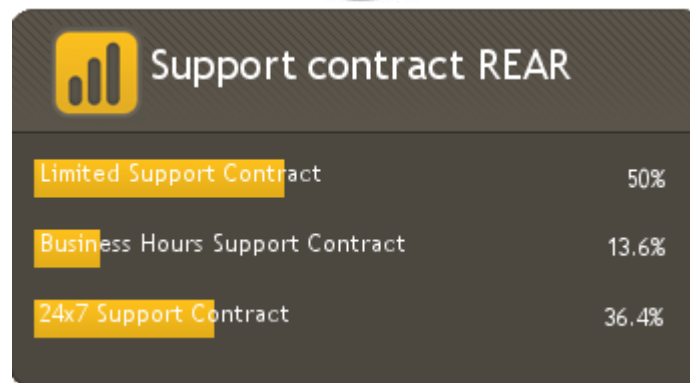 Support contract REAR
Limited Support Contract 50%
Business Hours Support Contract 13.6%
24x7 Support Contract 36.4%